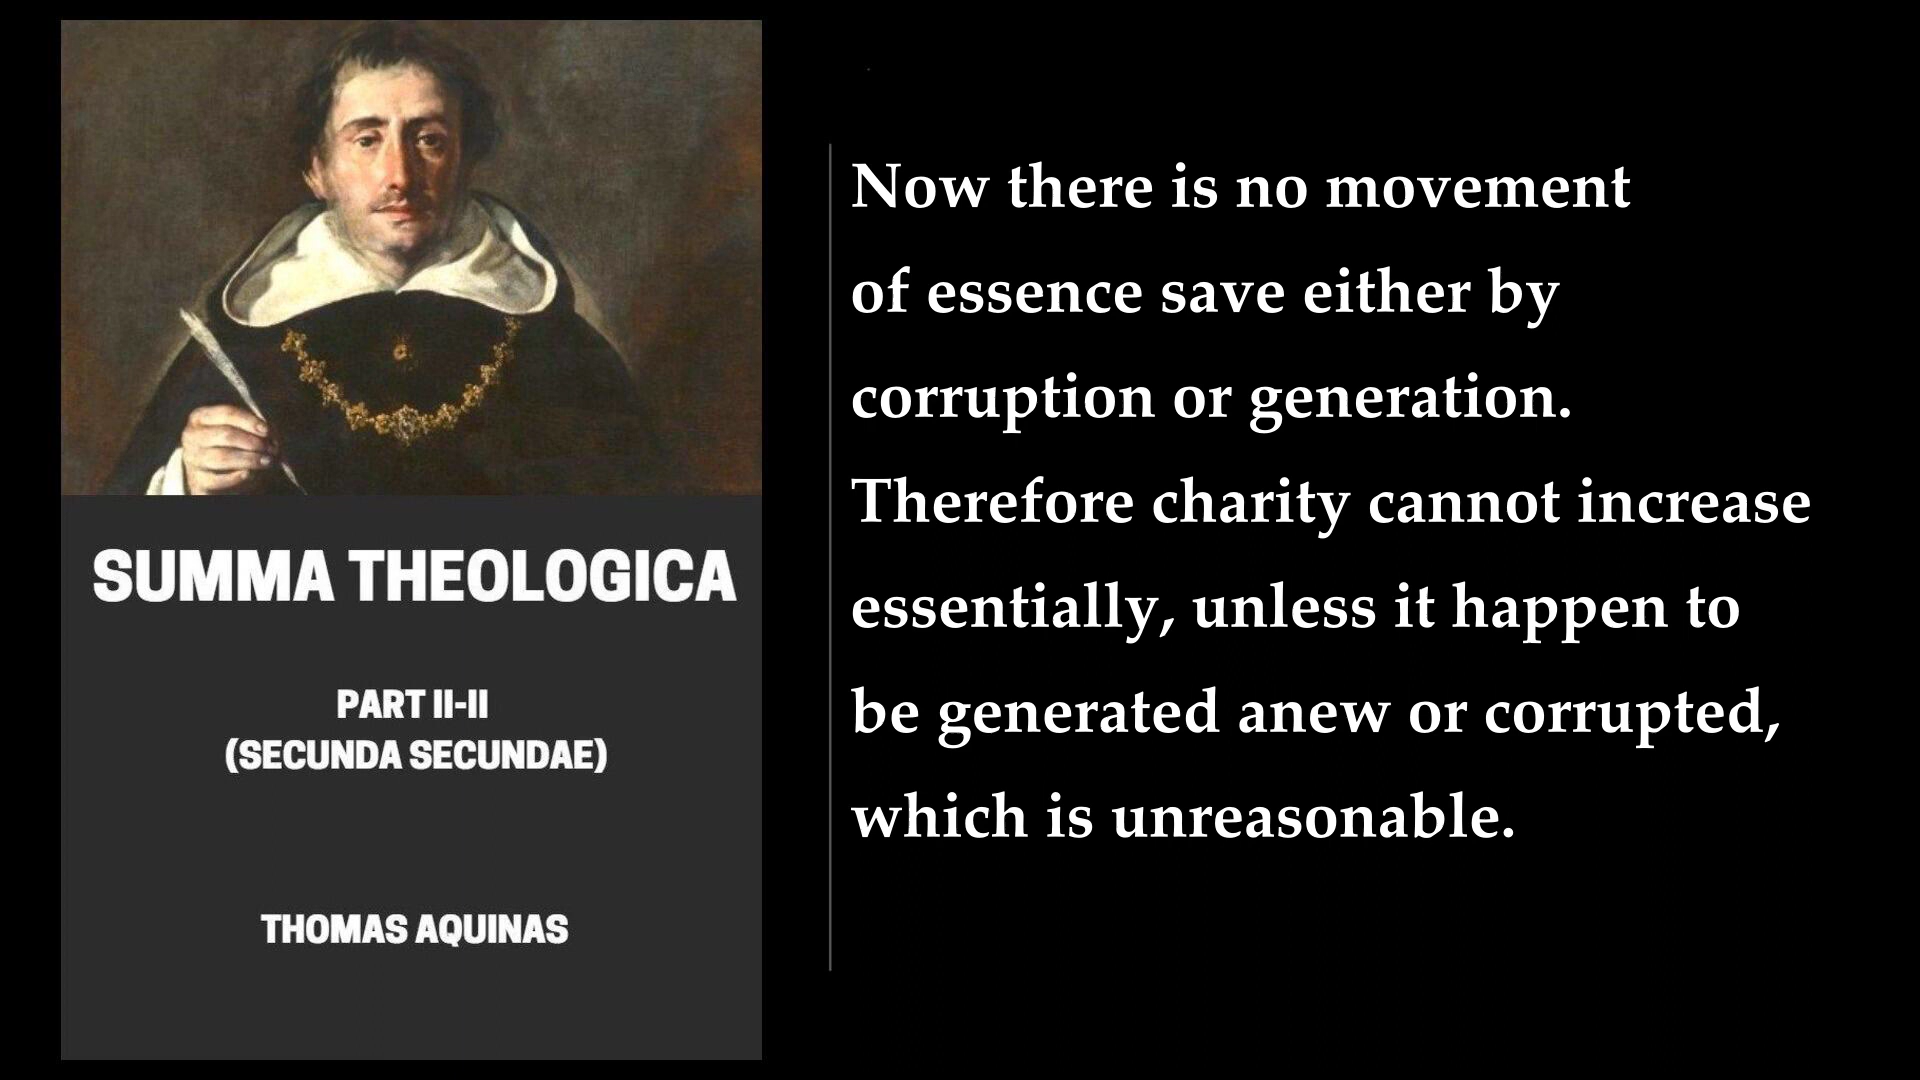 SUMMA THEOLOGICA
PART II-II
(SECUNDA SECUNDAE)
THOMAS AQUINAS
Now there is no movement
of essence save either by
corruption or generation.
Therefore charity cannot increase
essentially, unless it happen to
be generated anew or corrupted,
which is unreasonable.